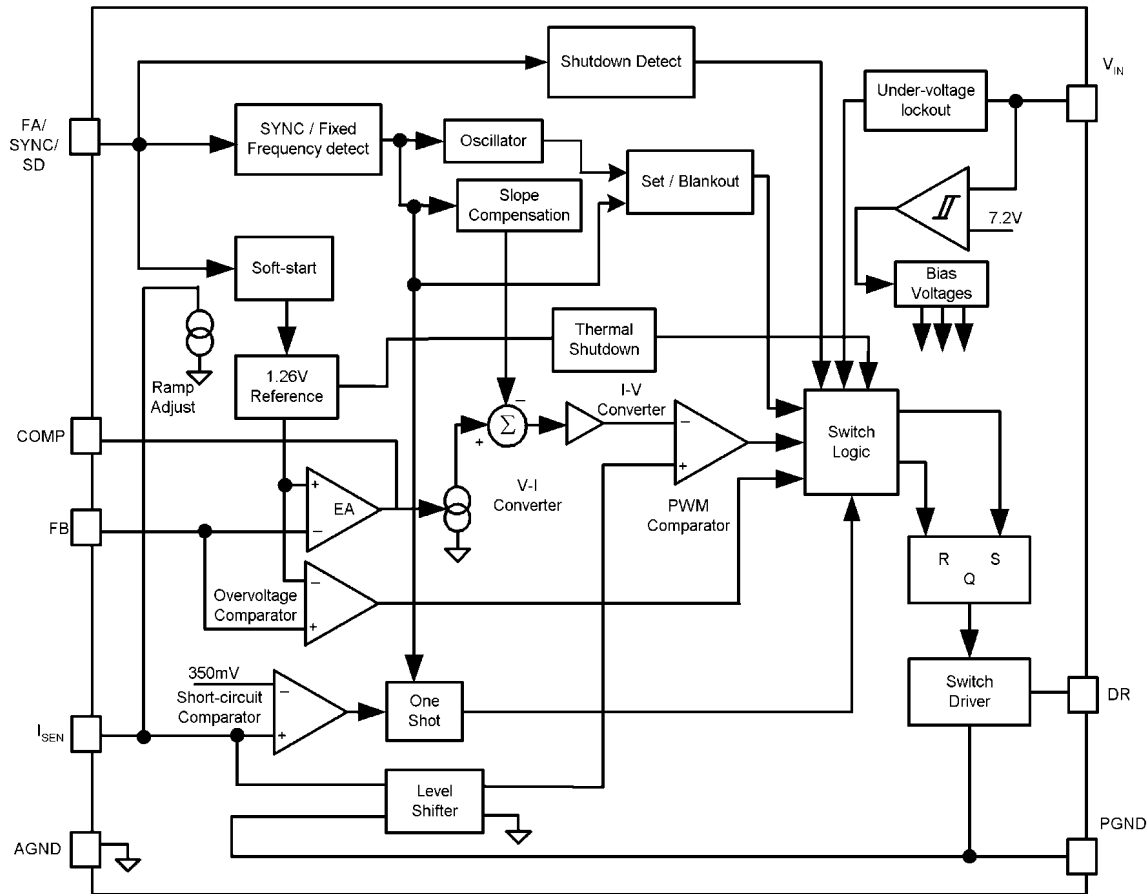 Shutdown Detect
V_IN
Under-voltage
lockout
FA/
SYNC/
SD
SYNC / Fixed
Frequency detect
Oscillator
Set / Blankout
Slope
Compensation
7.2V
Soft-start
Bias
Voltages
Thermal
Shutdown
1.26V
Reference
Ramp
Adjust
I-V
Converter
−
COMP
+
Σ
−
+
Switch
Logic
V-I
Converter
PWM
Comparator
+
−
EA
FB
R S
Q
Overvoltage
Comparator
−
+
350mV
Short-circuit
Comparator
−
+
One
Shot
Switch
Driver
DR
I_SEN
Level
Shifter
AGND
PGND